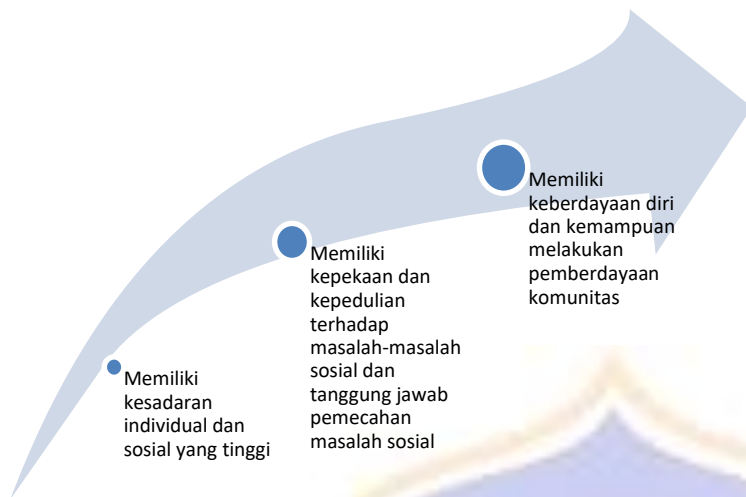 Memiliki
kesadaran
individual dan
sosial yang tinggi
Memiliki
kepekaan dan
kepedulian
terhadap
masalah-masalah
sosial dan
tanggung jawab
pemecahan
masalah sosial
Memiliki
keberdayaan diri
dan kemampuan
melakukan
pemberdayaan
komunitas